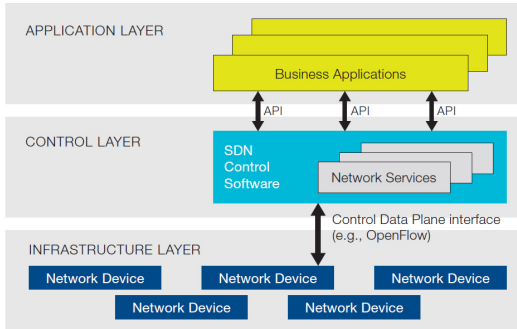 APPLICATION LAYER
Business Applications
API
API
API
CONTROL LAYER
SDN
Control
Software
Network Services
Control Data Plane interface
(e.g., OpenFlow)
INFRASTRUCTURE LAYER
Network Device
Network Device
Network Device
Network Device
Network Device